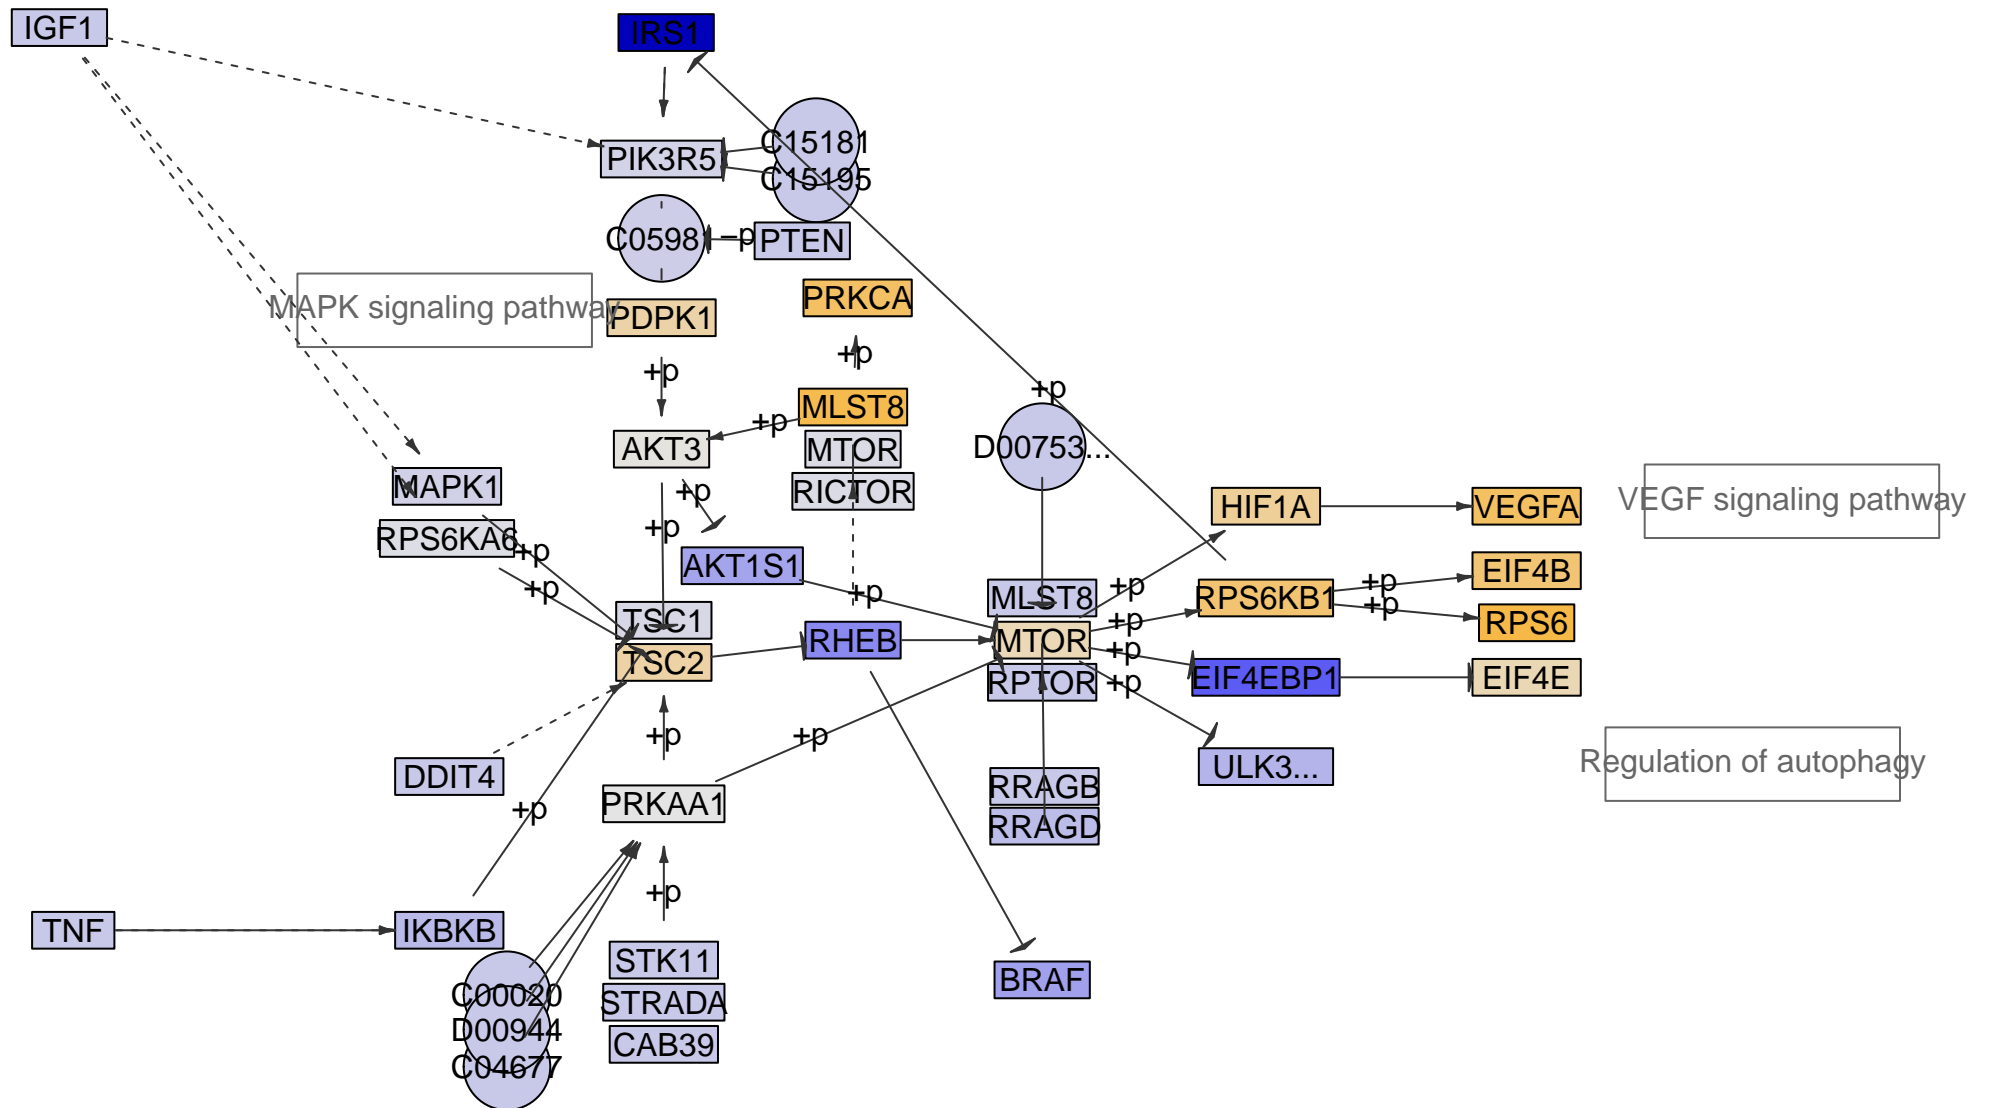 IGF1
IRS1
C15181
PIK3R5
C15195
C0598
−p
PTEN
PRKCA
MAPK signaling pathway
PDPK1
+p
+p
+p
MLST8
+p
AKT3
MTOR
D00753...
MAPK1
RICTOR
+p
HIF1A
VEGFA
VEGF signaling pathway
RPS6KA6
+p
+p
AKT1S1
EIF4B
+p
+p
+p
+p
MLST8
RPS6KB1
+p
TSC1
+p
RPS6
RHEB
MTOR
+p
TSC2
RPTOR
+p
EIF4EBP1
EIF4E
+p
+p
+p
Regulation of autophagy
DDIT4
ULK3...
RRAGB
PRKAA1
+p
RRAGD
+p
TNF
IKBKB
STK11
BRAF
C00020
STRADA
D00944
CAB39
C04677